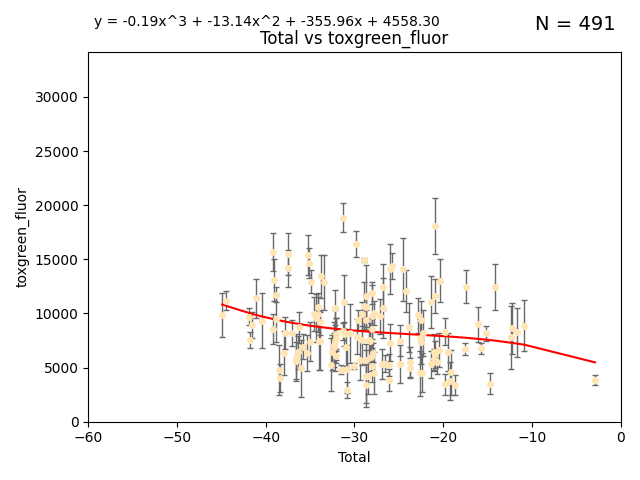 y = -0.19x^3 + -13.14x^2 + -355.96x + 4558.30
N = 491
Total vs toxgreen_fluor
30000
25000
20000
15000
10000
5000
0
toxgreen_fluor
−60
−50
−40
−30
−20
−10
0
Total